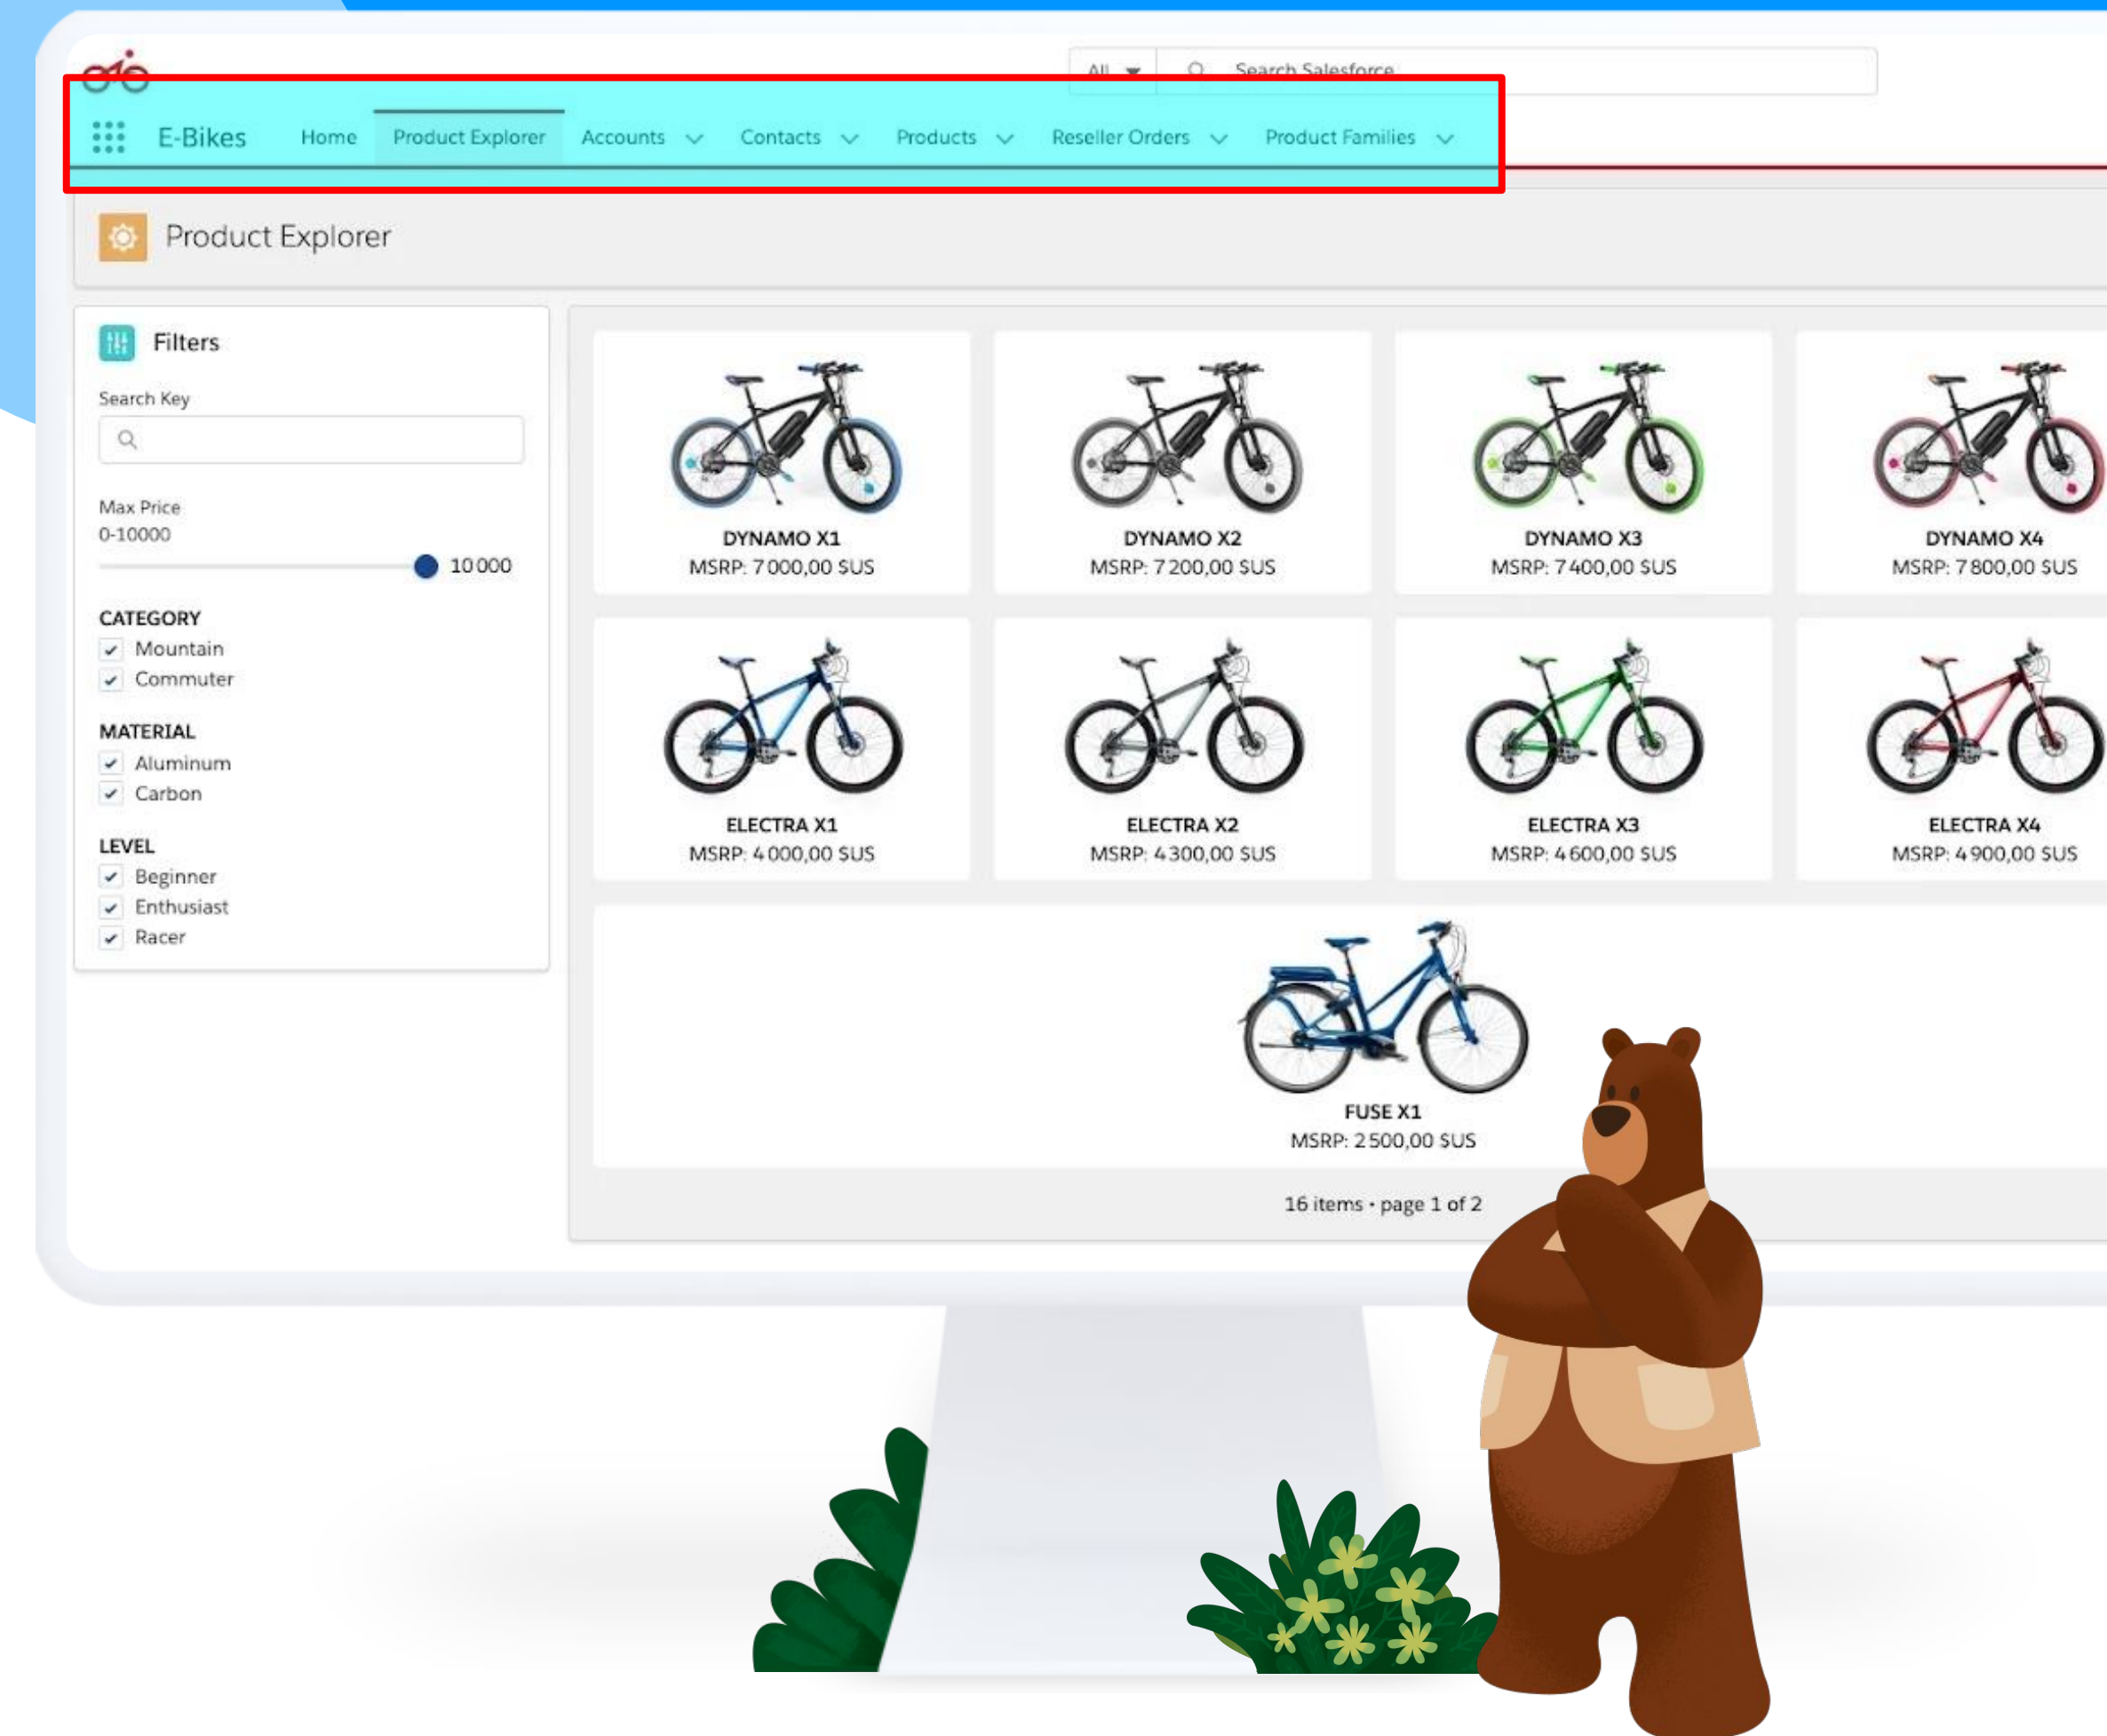 All Search Salesforce
E-Bikes Home Product Explorer Accounts Contacts Products Reseller Orders Product Families
Product Explorer
Filters
Search Key
Max Price
0-10000
10 000
CATEGORY
Mountain
Commuter
MATERIAL
Aluminum
Carbon
LEVEL
Beginner
Enthusiast
Racer
DYNAMO X1
MSRP: 7 000,00 $US
DYNAMO X2
MSRP: 7 200,00 $US
DYNAMO X3
MSRP: 7 400,00 $US
DYNAMO X4
MSRP: 7 800,00 $US
ELECTRA X1
MSRP: 4 000,00 $US
ELECTRA X2
MSRP: 4 300,00 $US
ELECTRA X3
MSRP: 4 600,00 $US
ELECTRA X4
MSRP: 4 900,00 $US
FUSE X1
MSRP: 2 500,00 $US
16 items • page 1 of 2